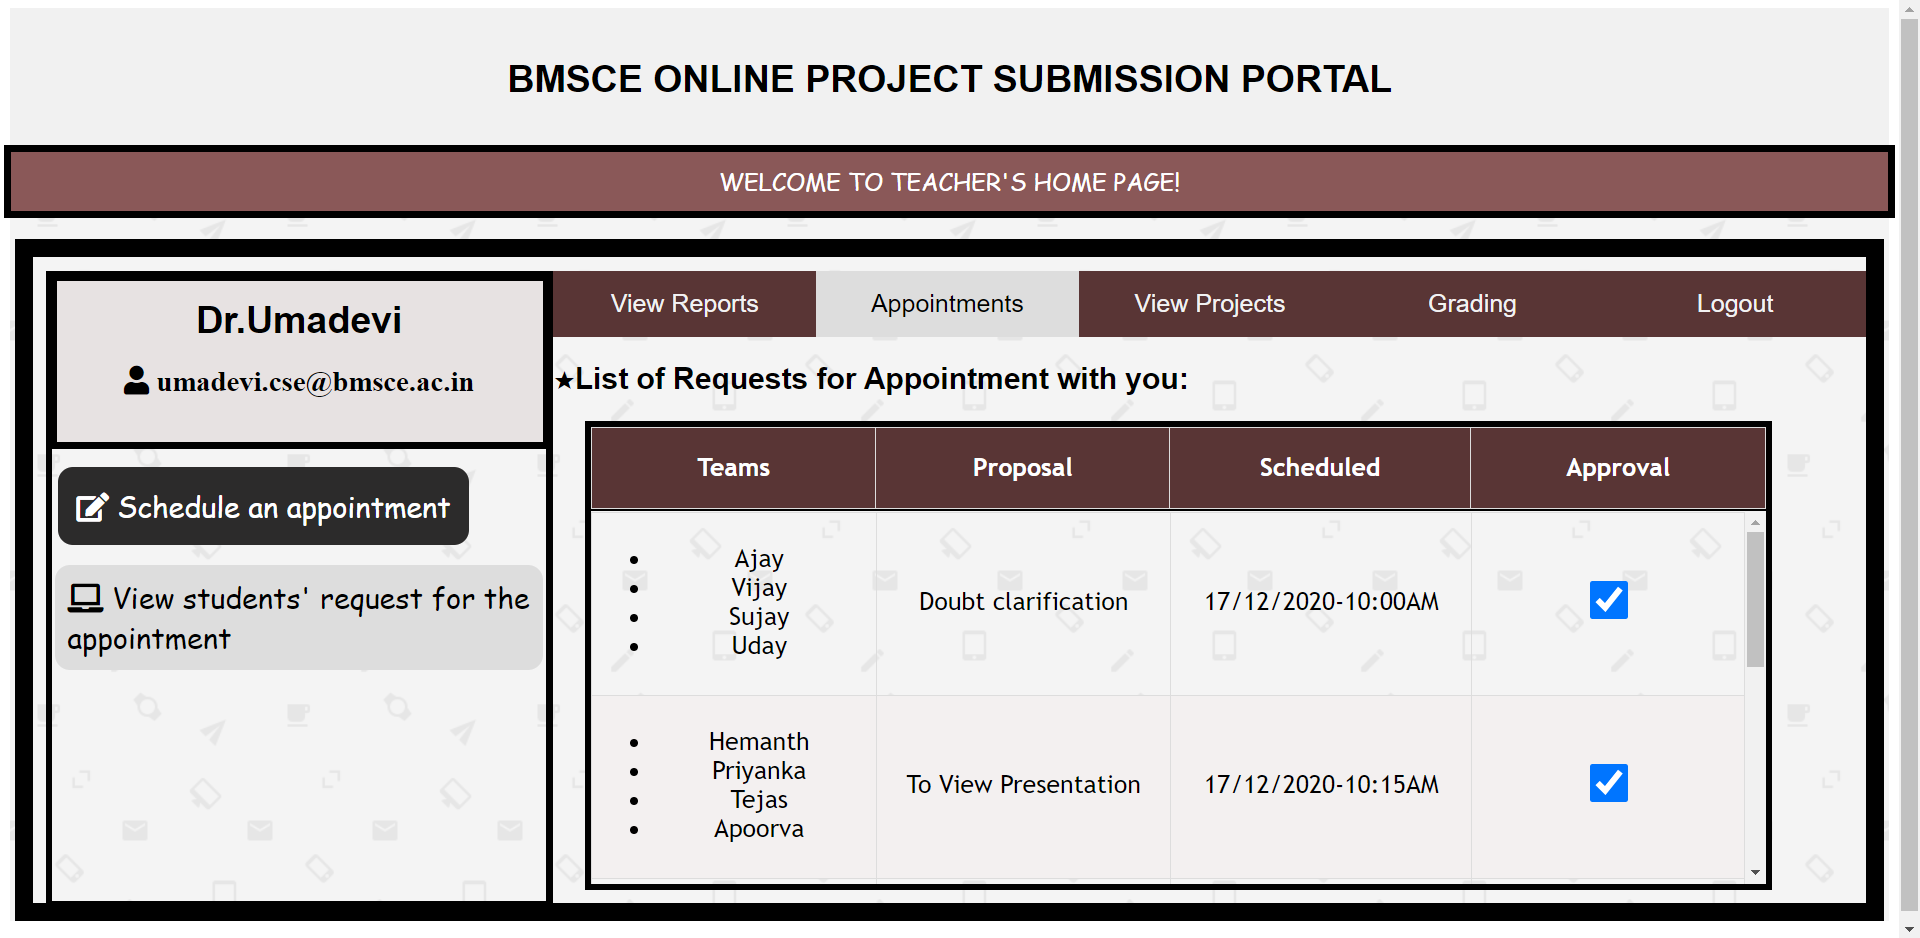 BMSCE ONLINE PROJECT SUBMISSION PORTAL
WELCOME TO TEACHER'S HOME PAGE!
Dr.Umadevi
umadevi.cse@bmsce.ac.in
Schedule an appointment
View students' request for the
appointment
View Reports
Appointments
View Projects
Grading
Logout
★List of Requests for Appointment with you:
Teams
Proposal
Scheduled
Approval
• Ajay
• Vijay
• Sujay
• Uday
Doubt clarification
17/12/2020-10:00AM
• Hemanth
• Priyanka
• Tejas
• Apoorva
To View Presentation
17/12/2020-10:15AM